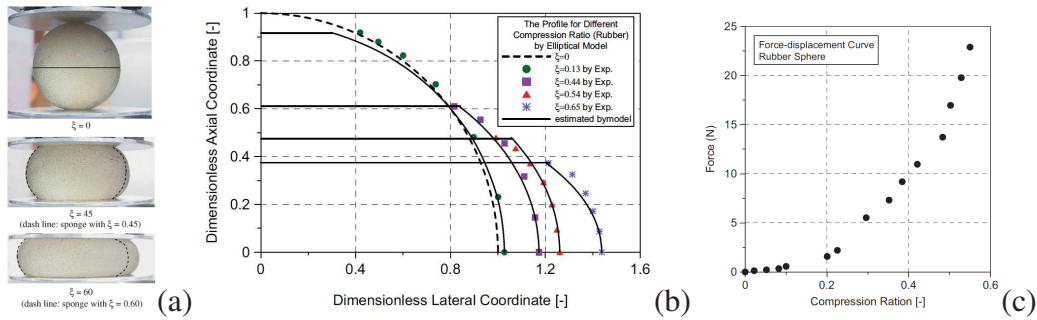 ξ = 0
ξ = 45
(dash line: sponge with ξ = 0.45)
ξ = 60
(dash line: sponge with ξ = 0.60)
(a)
Dimensionless Axial Coordinate [-]
1
0.8
0.6
0.4
0.2
0
0
0.4
0.8
1.2
1.6
Dimensionless Lateral Coordinate [-]
The Profile for Different
Compression Ratio (Rubber)
by Elliptical Model
ξ=0
ξ=0.13 by Exp.
ξ=0.44 by Exp.
ξ=0.54 by Exp.
ξ=0.65 by Exp.
estimated bymodel
(b)
Force (N)
25
20
15
10
5
0
0
0.2
0.4
0.6
Compression Ration [-]
Force-displacement Curve
Rubber Sphere
(c)